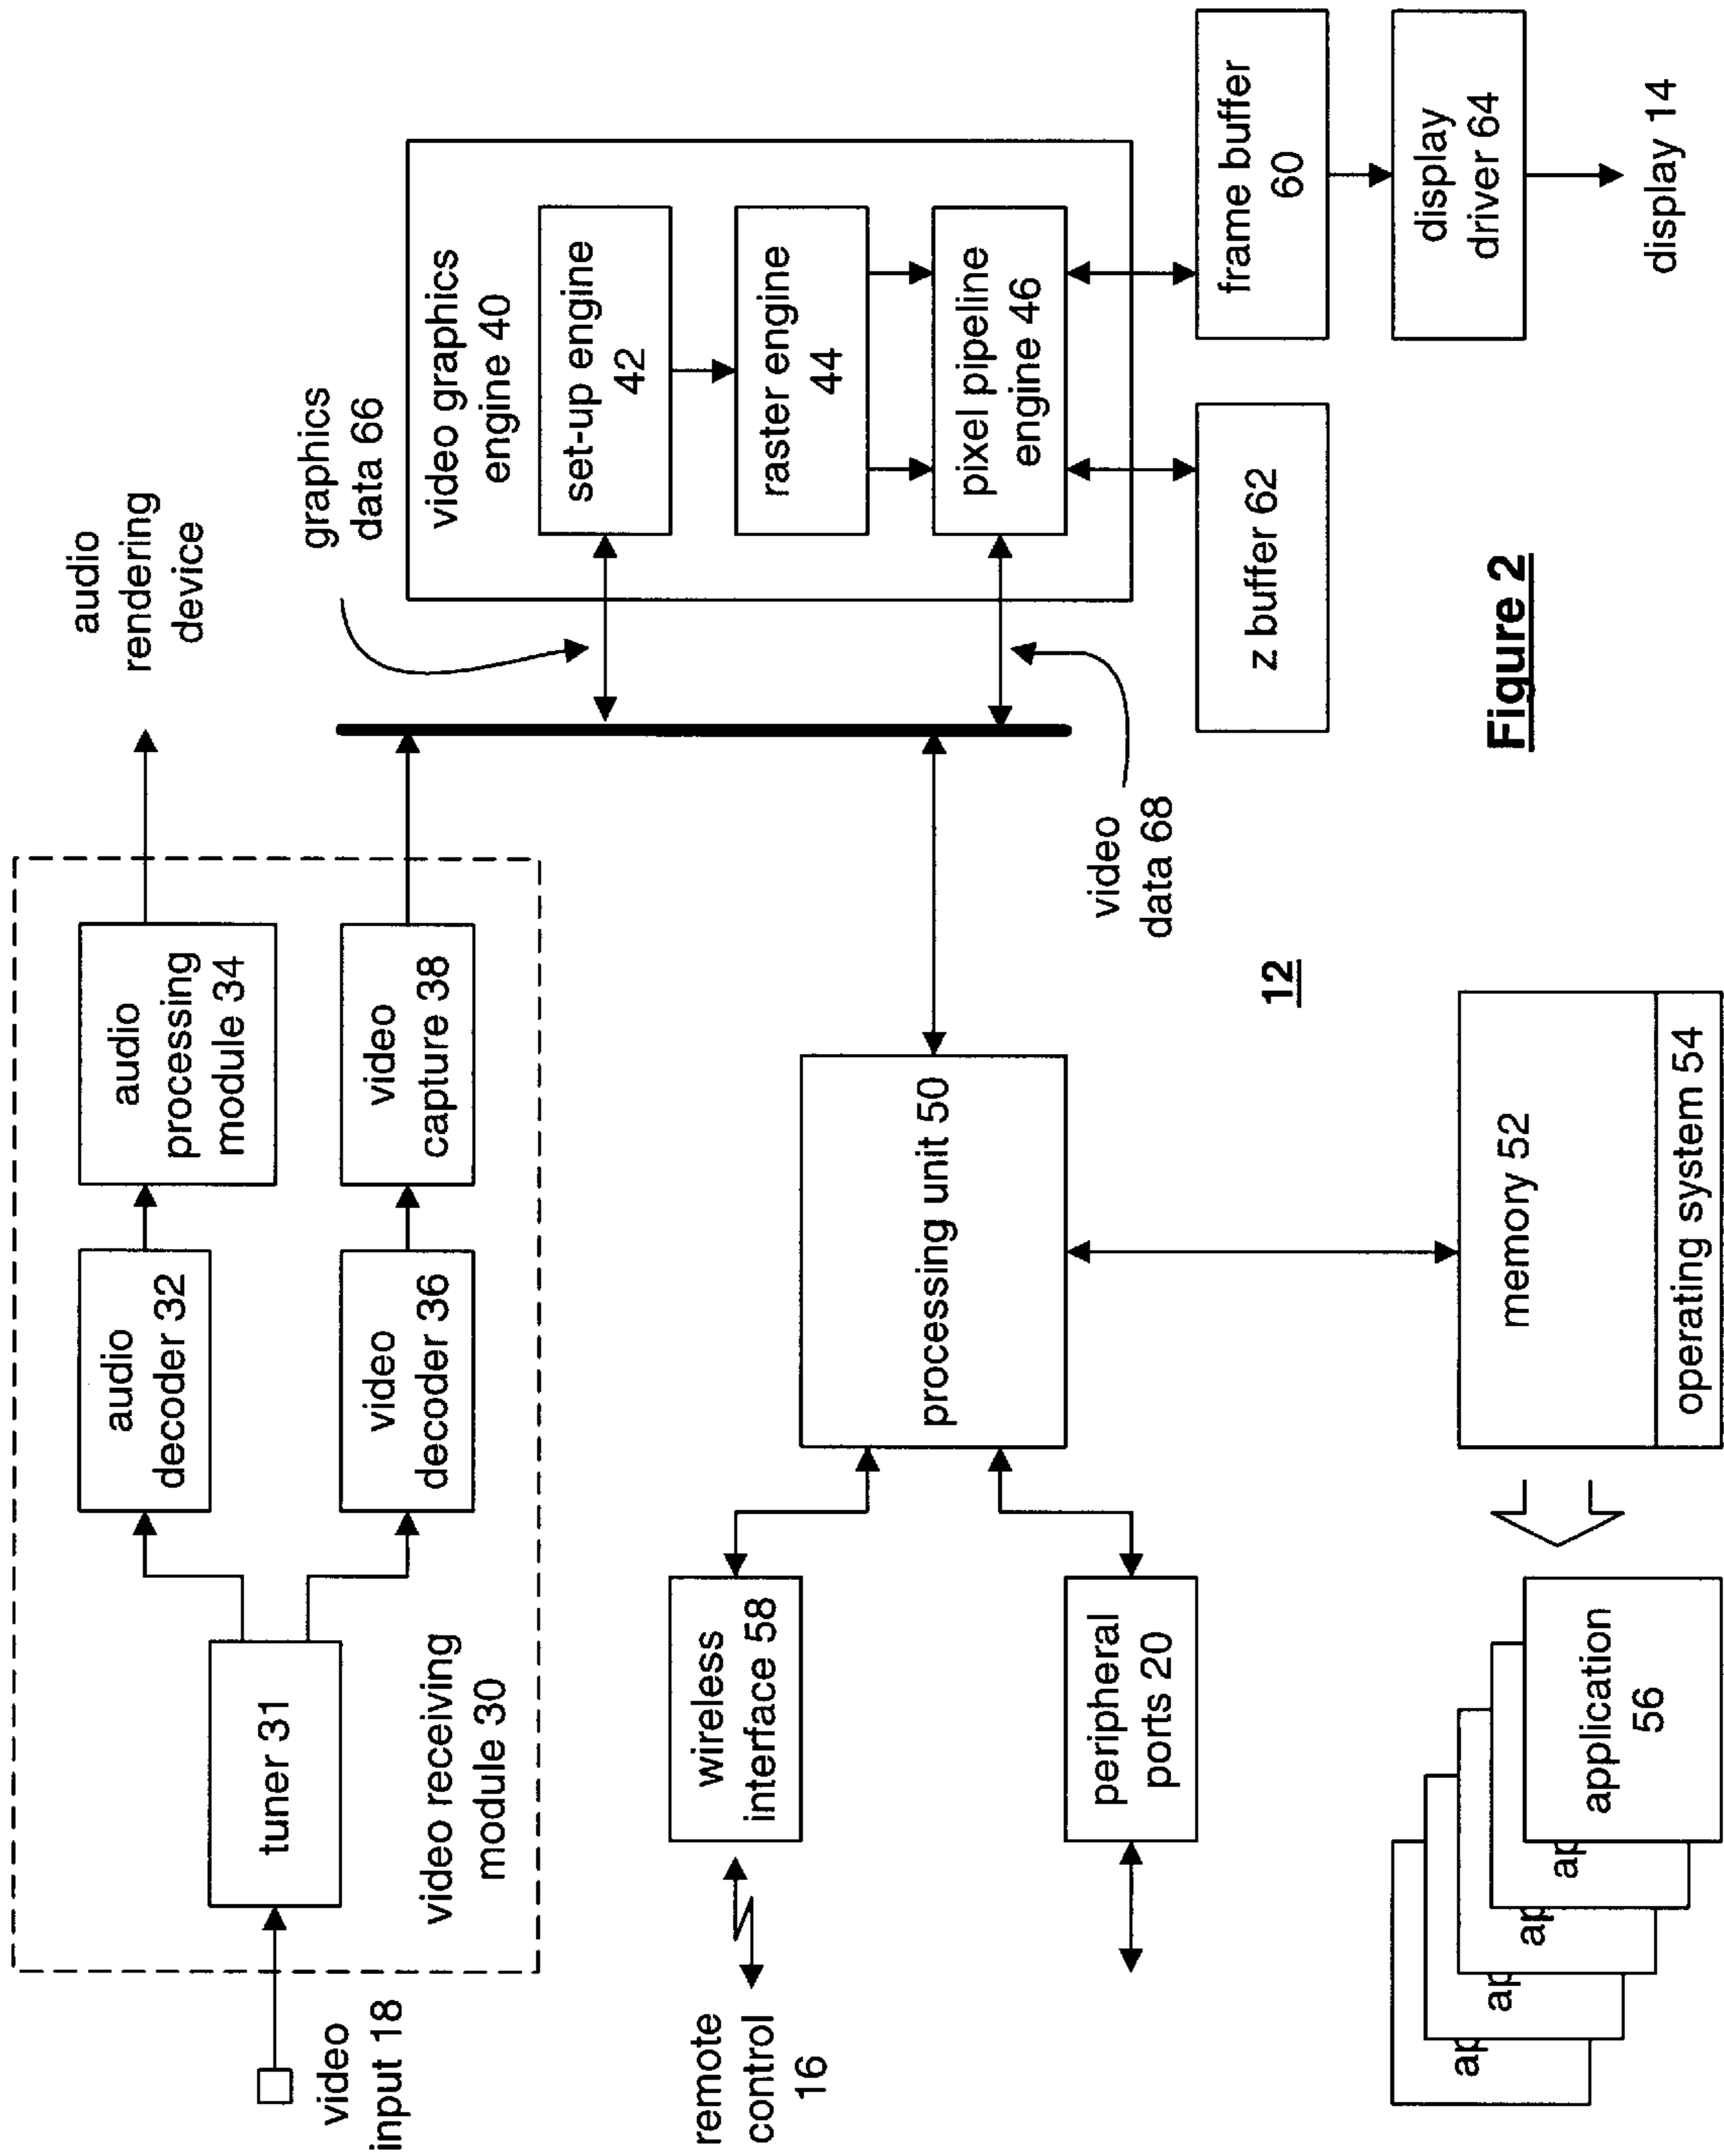 audio
rendering
device
graphics
data 66
video graphics
engine 40
set-up engine
42
raster engine
44
pixel pipeline
engine 46
audio
decoder 32
audio
processing
module 34
video
decoder 36
video
capture 38
tuner 31
video receiving
module 30
video
input 18
remote
control
16
wireless
interface 58
peripheral
ports 20
processing unit 50
video
data 68
12
z buffer 62
frame buffer
60
display
driver 64
display 14
memory 52
operating system 54
ap
ap
ap
ap
application
56
Figure 2